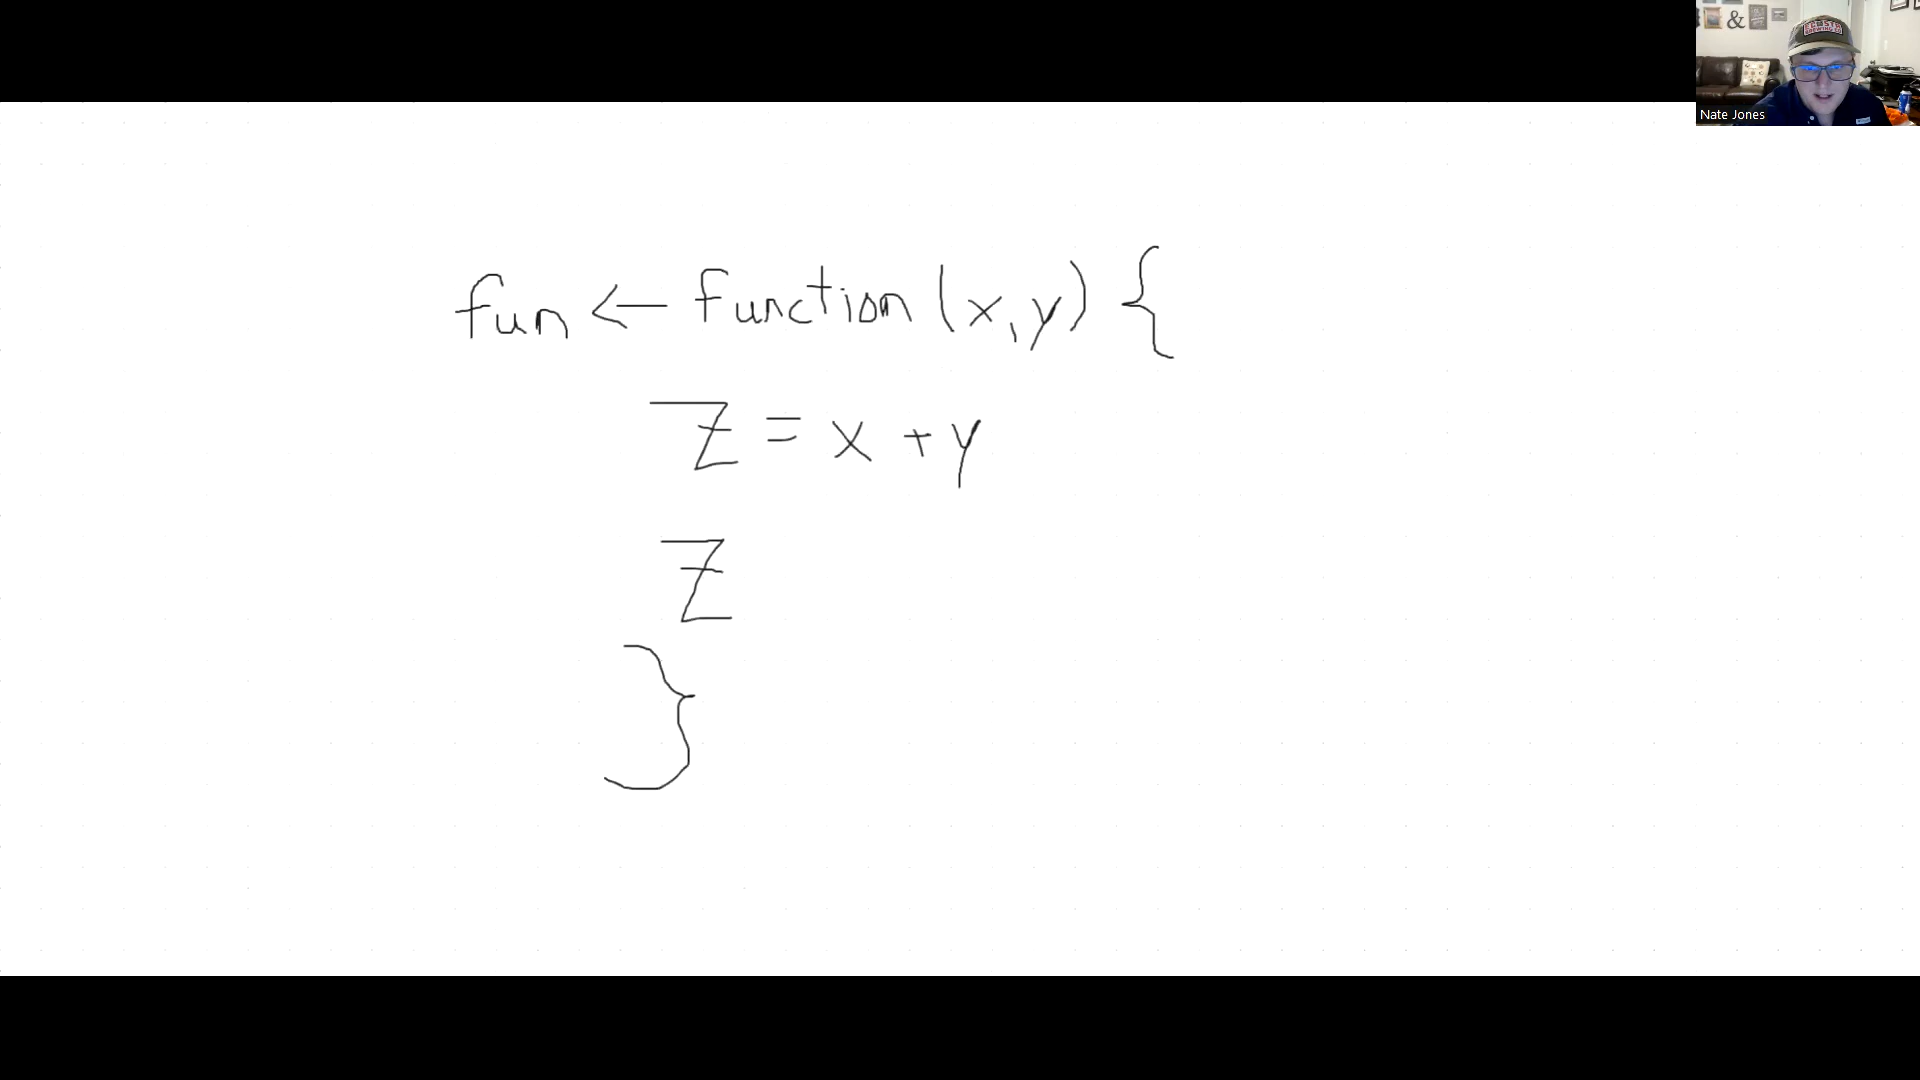 &
Nate Jones
fun ← function (x,y) {
Z = x + y
Z
}